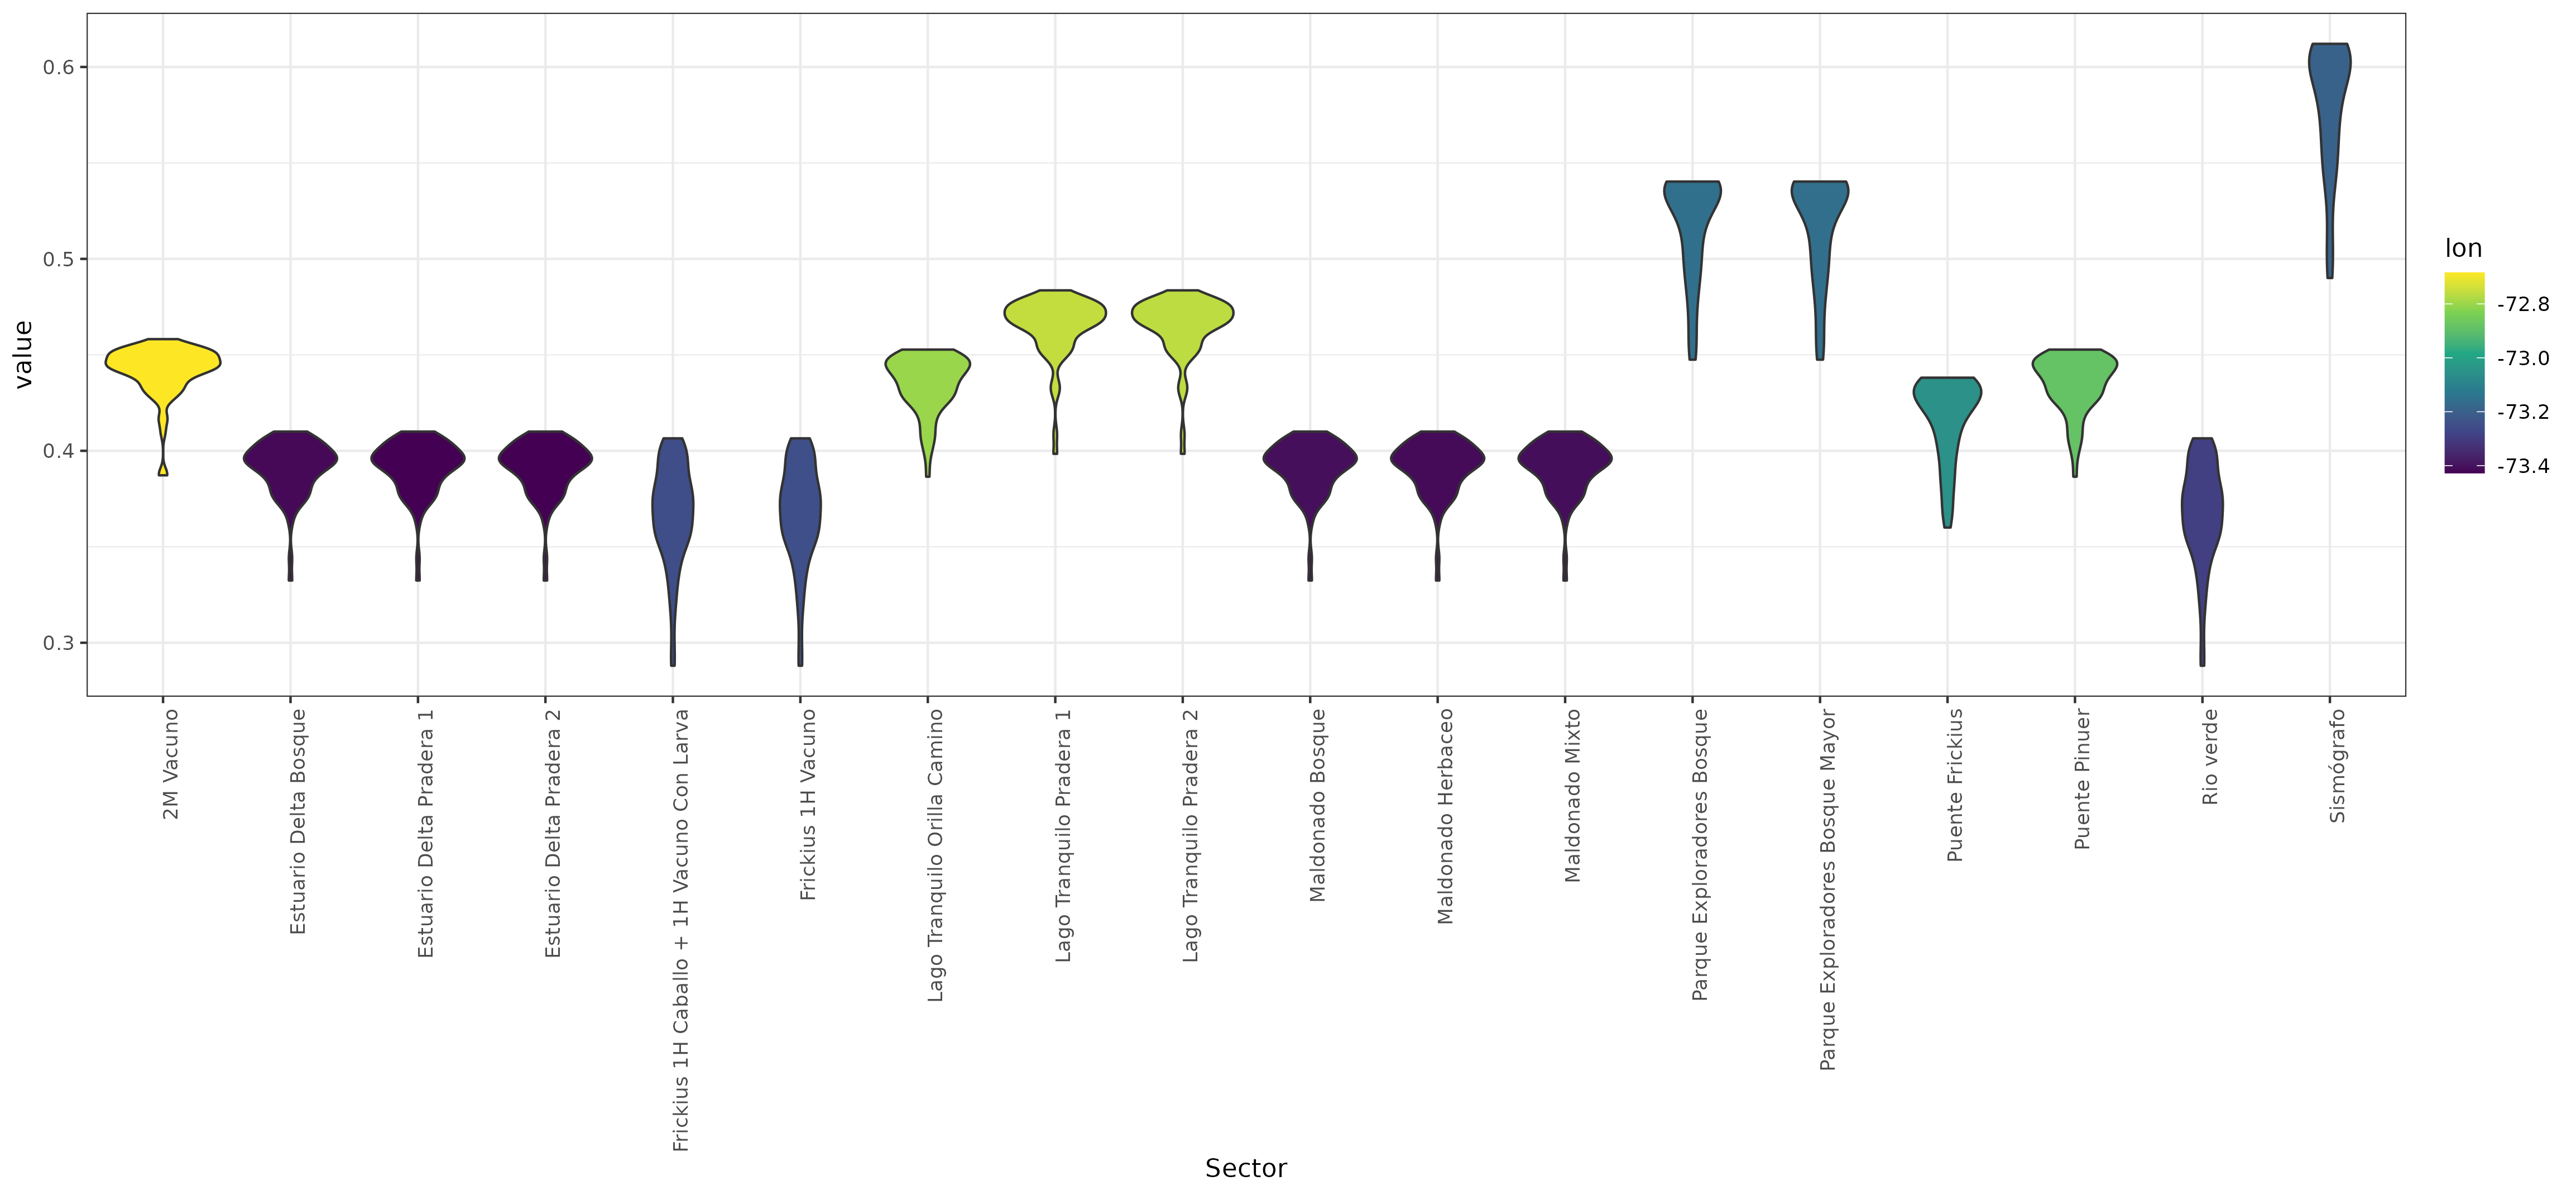 value
0.6
0.5
0.4
0.3
2M Vacuno
Estuario Delta Bosque
Estuario Delta Pradera 1
Estuario Delta Pradera 2
Frickius 1H Caballo + 1H Vacuno Con Larva
Frickius 1H Vacuno
Lago Tranquilo Orilla Camino
Lago Tranquilo Pradera 1
Lago Tranquilo Pradera 2
Maldonado Bosque
Maldonado Herbaceo
Maldonado Mixto
Parque Exploradores Bosque
Parque Exploradores Bosque Mayor
Puente Frickius
Puente Pinuer
Rio verde
Sismógrafo
Sector
lon
-72.8
-73.0
-73.2
-73.4